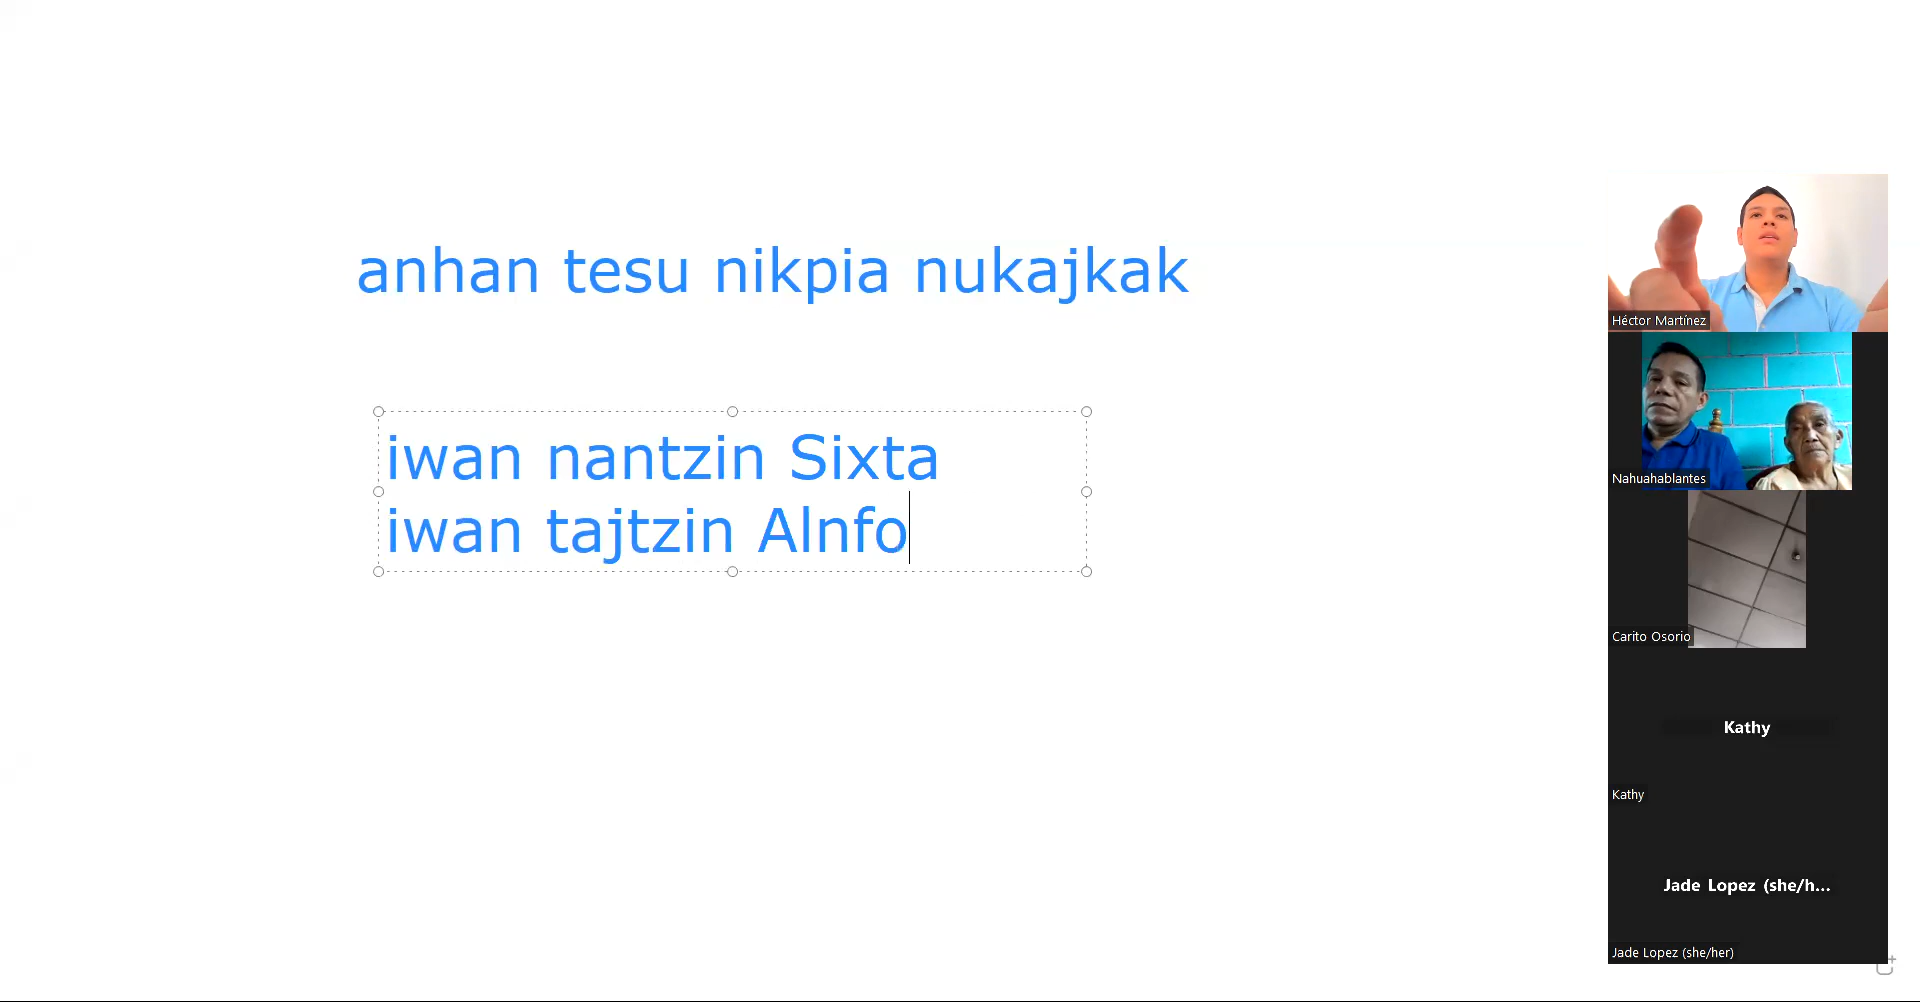 anhan tesu nikpia nukajkak
iwan nantzin Sixta
iwan tajtzin Alnfo
Héctor Martínez
Nahuahablantes
Carito Osorio
Kathy
Kathy
Jade Lopez (she/h...
Jade Lopez (she/her)